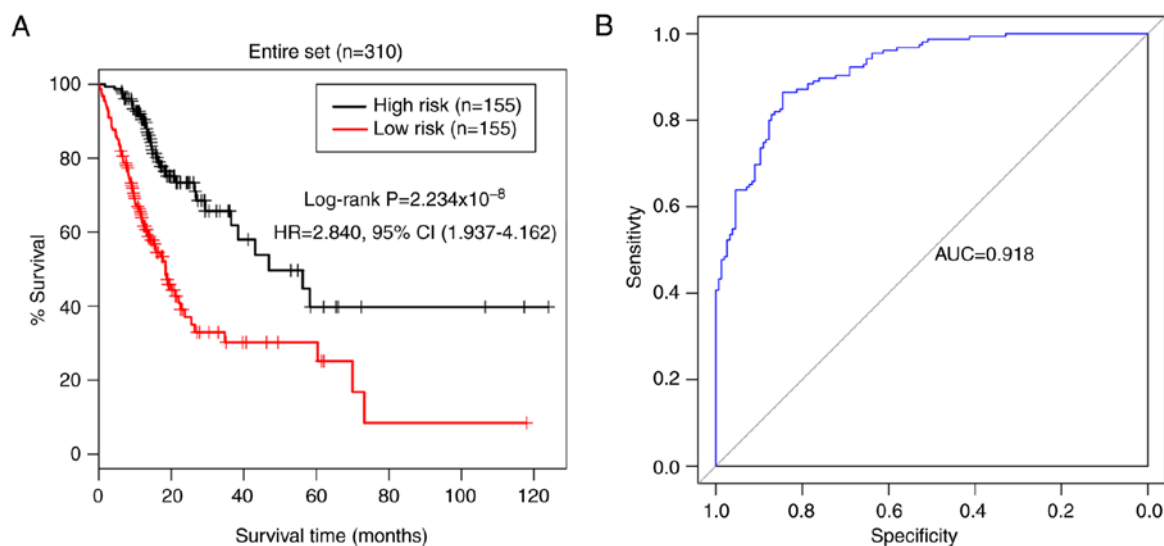 A
Entire set (n=310)
High risk (n=155)
Low risk (n=155)
Log-rank P=2.234x10⁻⁸
HR=2.840, 95% CI (1.937-4.162)
% Survival
100
80
60
40
20
0
0 20 40 60 80 100 120
Survival time (months)
B
Sensitivty
1.0
0.8
0.6
0.4
0.2
0.0
AUC=0.918
1.0 0.8 0.6 0.4 0.2 0.0
Specificity